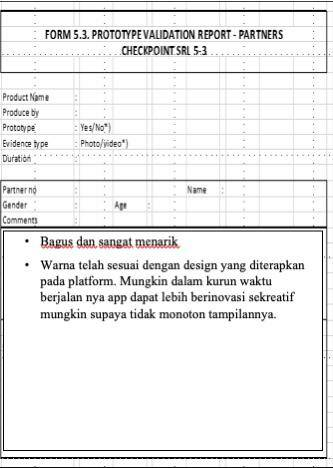 FORM 5.3. PROTOTYPE VALIDATION REPORT - PARTNERS
CHECKPOINT SRL 5-3
Product Name :
Produce by :
Prototype : Yes/No*)
Evidence type : Photo/yideo*)
Duration :
Partner no : Name :
Gender : Age :
Comments :
• Bagus dan sangat menarik
• Warna telah sesuai dengan design yang diterapkan
pada platform. Mungkin dalam kurun waktu
berjalan nya app dapat lebih berinovasi sekreatif
mungkin supaya tidak monoton tampilannya.